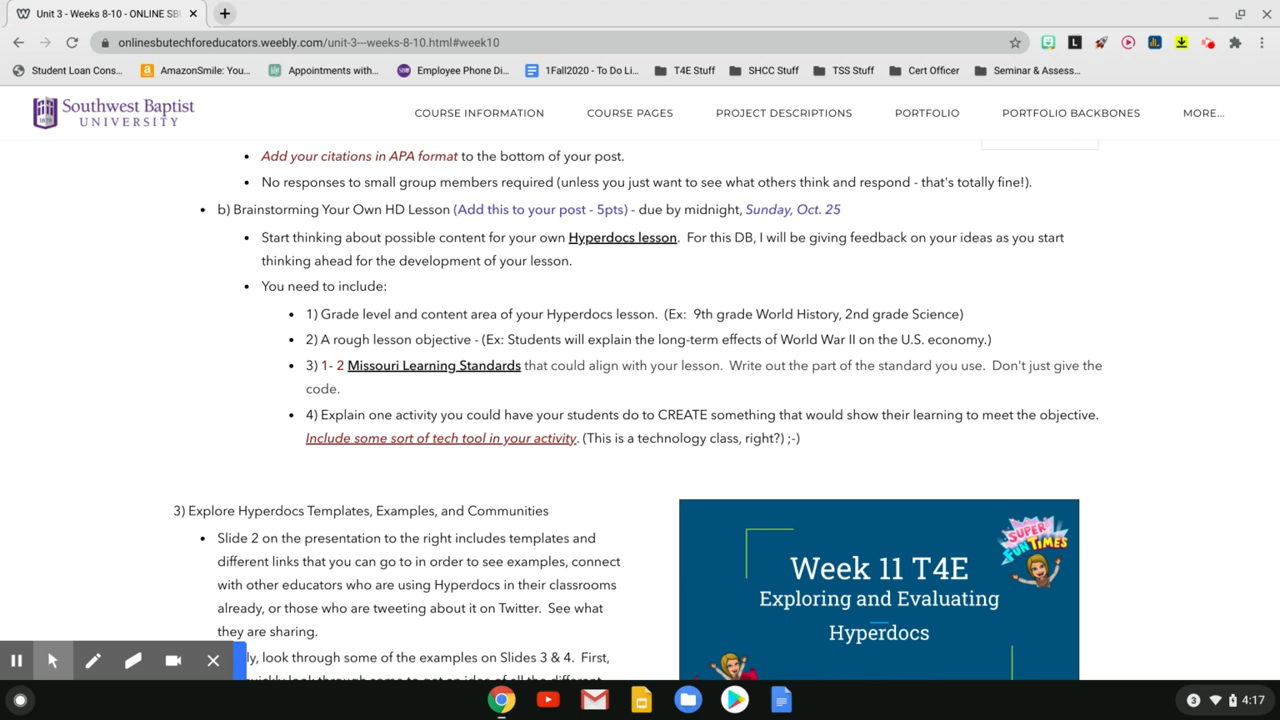 Unit 3 - Weeks 8-10 - ONLINE SBU
onlinesbutechforeducators.weebly.com/unit-3---weeks-8-10.html#week10
Student Loan Cons... AmazonSmile: You... Appointments with... Employee Phone Di... 1Fall2020 - To Do Li... T4E Stuff SHCC Stuff TSS Stuff Cert Officer Seminar & Assess...
Southwest Baptist
UNIVERSITY
COURSE INFORMATION COURSE PAGES PROJECT DESCRIPTIONS PORTFOLIO PORTFOLIO BACKBONES MORE...
• Add your citations in APA format to the bottom of your post.
• No responses to small group members required (unless you just want to see what others think and respond - that's totally fine!).
• b) Brainstorming Your Own HD Lesson (Add this to your post - 5pts) - due by midnight, Sunday, Oct. 25
• Start thinking about possible content for your own Hyperdocs lesson. For this DB, I will be giving feedback on your ideas as you start
thinking ahead for the development of your lesson.
• You need to include:
• 1) Grade level and content area of your Hyperdocs lesson. (Ex: 9th grade World History, 2nd grade Science)
• 2) A rough lesson objective - (Ex: Students will explain the long-term effects of World War II on the U.S. economy.)
• 3) 1- 2 Missouri Learning Standards that could align with your lesson. Write out the part of the standard you use. Don't just give the
code.
• 4) Explain one activity you could have your students do to CREATE something that would show their learning to meet the objective.
Include some sort of tech tool in your activity. (This is a technology class, right?) ;-)
3) Explore Hyperdocs Templates, Examples, and Communities
• Slide 2 on the presentation to the right includes templates and
different links that you can go to in order to see examples, connect
with other educators who are using Hyperdocs in their classrooms
already, or those who are tweeting about it on Twitter. See what
they are sharing.
look through some of the examples on Slides 3 & 4. First,
SUPER
FUN TIMES
Week 11 T4E
Exploring and Evaluating
Hyperdocs
3 4:17